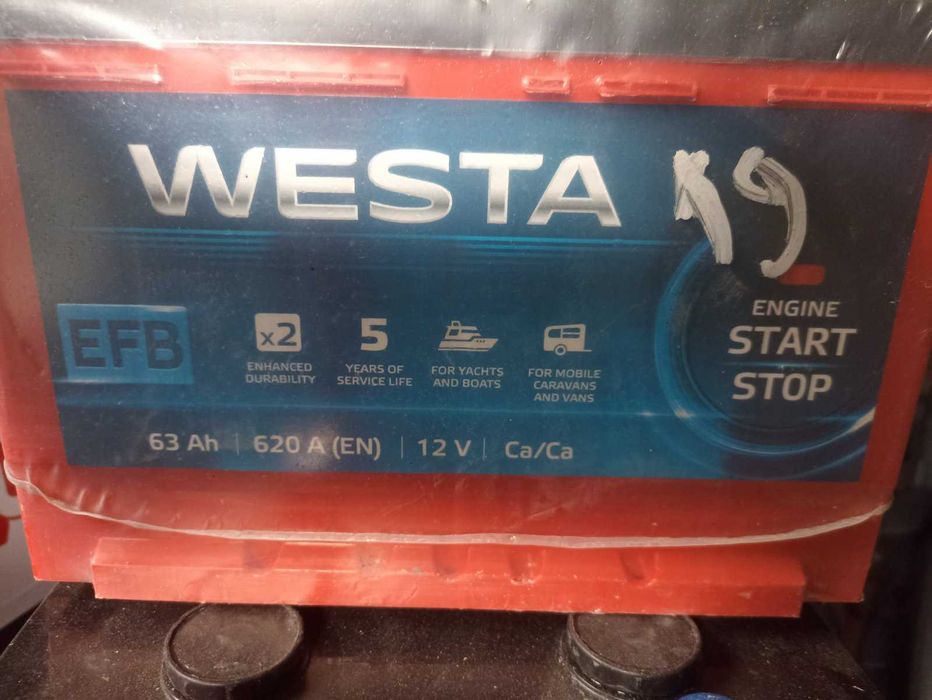 WESTA
EFB
x2
ENHANCED
DURABILITY
5
YEARS OF
SERVICE LIFE
FOR YACHTS
AND BOATS
FOR MOBILE
CARAVANS
AND VANS
ENGINE
START
STOP
63 Ah | 620 A (EN) | 12 V | Ca/Ca